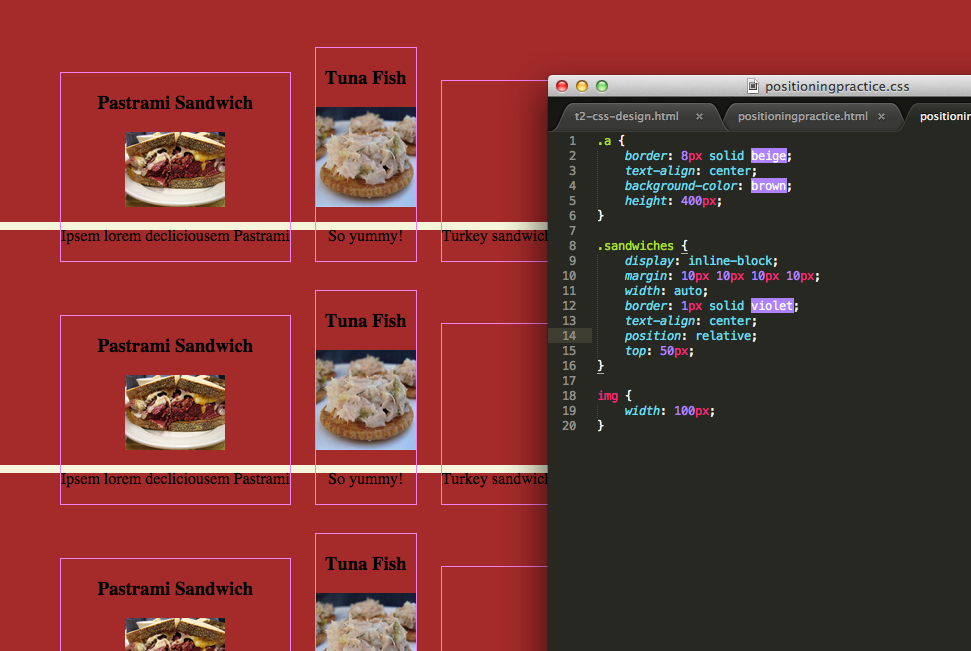 Tuna Fish
Pastrami Sandwich
Ipsem lorem decliciousem Pastrami
So yummy!
Turkey sandwich
Tuna Fish
Pastrami Sandwich
Ipsem lorem decliciousem Pastrami
So yummy!
Turkey sandwich
Tuna Fish
Pastrami Sandwich
positioningpractice.css
t2-css-design.html ×
positioningpractice.html ×
positionin
1 .a {
2 border: 8px solid beige;
3 text-align: center;
4 background-color: brown;
5 height: 400px;
6 }
7
8 .sandwiches {
9 display: inline-block;
10 margin: 10px 10px 10px 10px;
11 width: auto;
12 border: 1px solid violet;
13 text-align: center;
14 position: relative;
15 top: 50px;
16 }
17
18 img {
19 width: 100px;
20 }